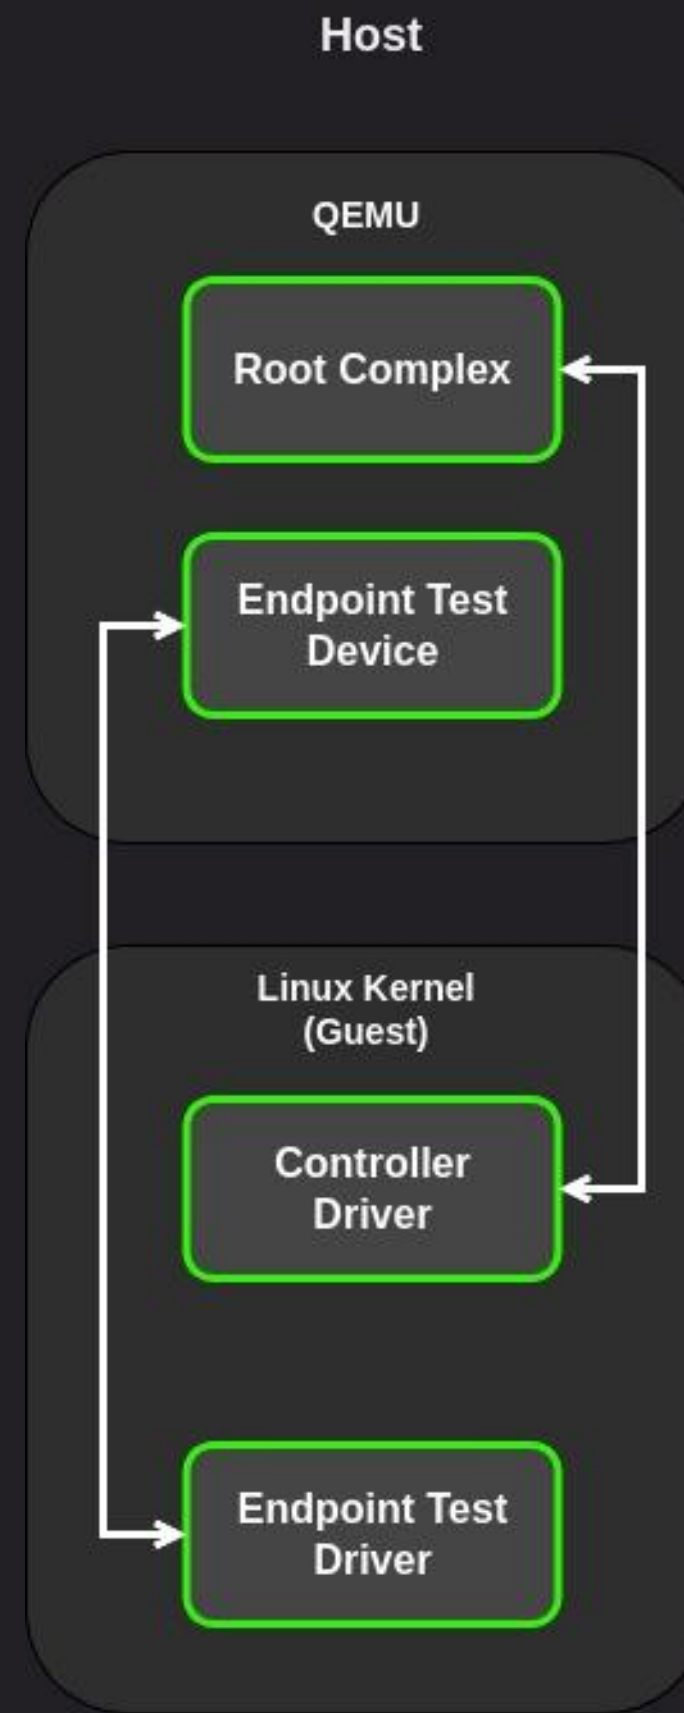 Host
QEMU
Root Complex
Endpoint Test
Device
Linux Kernel
(Guest)
Controller
Driver
Endpoint Test
Driver